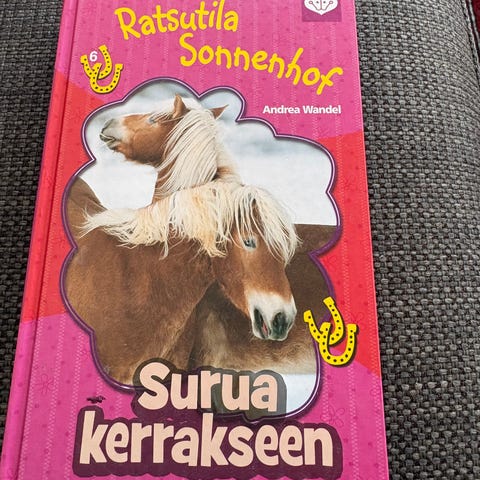 Ratsutila
Sonnenhof
6
Andrea Wandel
Surua
kerrakseen